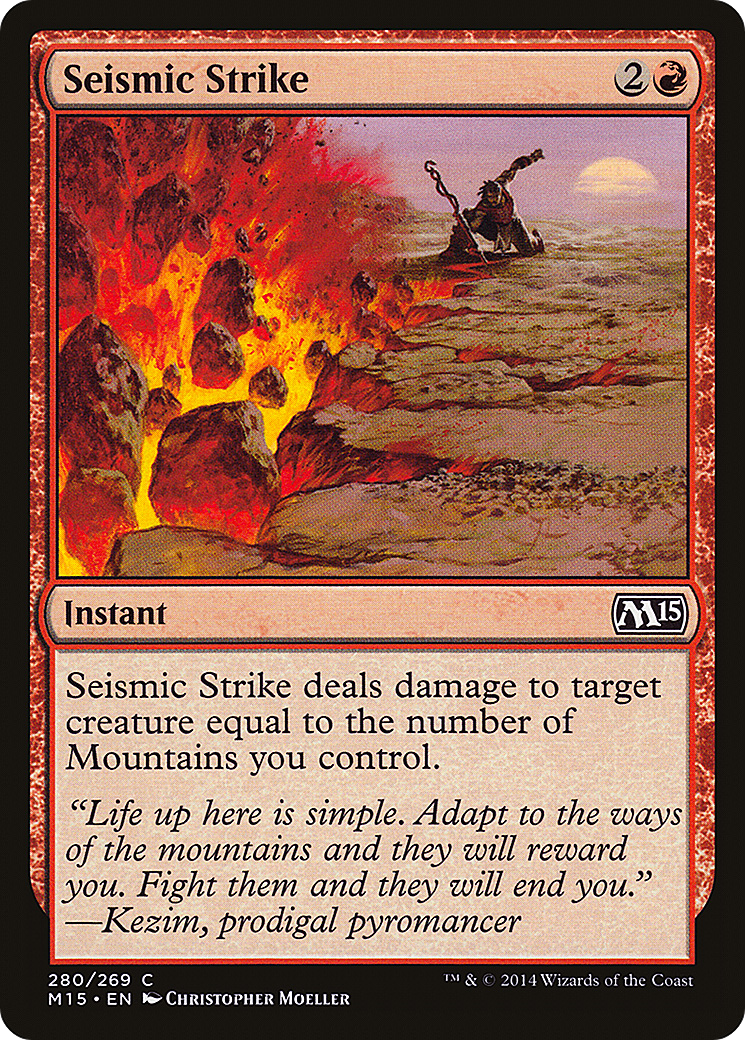 Seismic Strike 2
Instant M15
Seismic Strike deals damage to target
creature equal to the number of
Mountains you control.
“Life up here is simple. Adapt to the ways
of the mountains and they will reward
you. Fight them and they will end you.”
—Kezim, prodigal pyromancer
280/269 C ™ & © 2014 Wizards of the Coast
M15 • EN Christopher Moeller